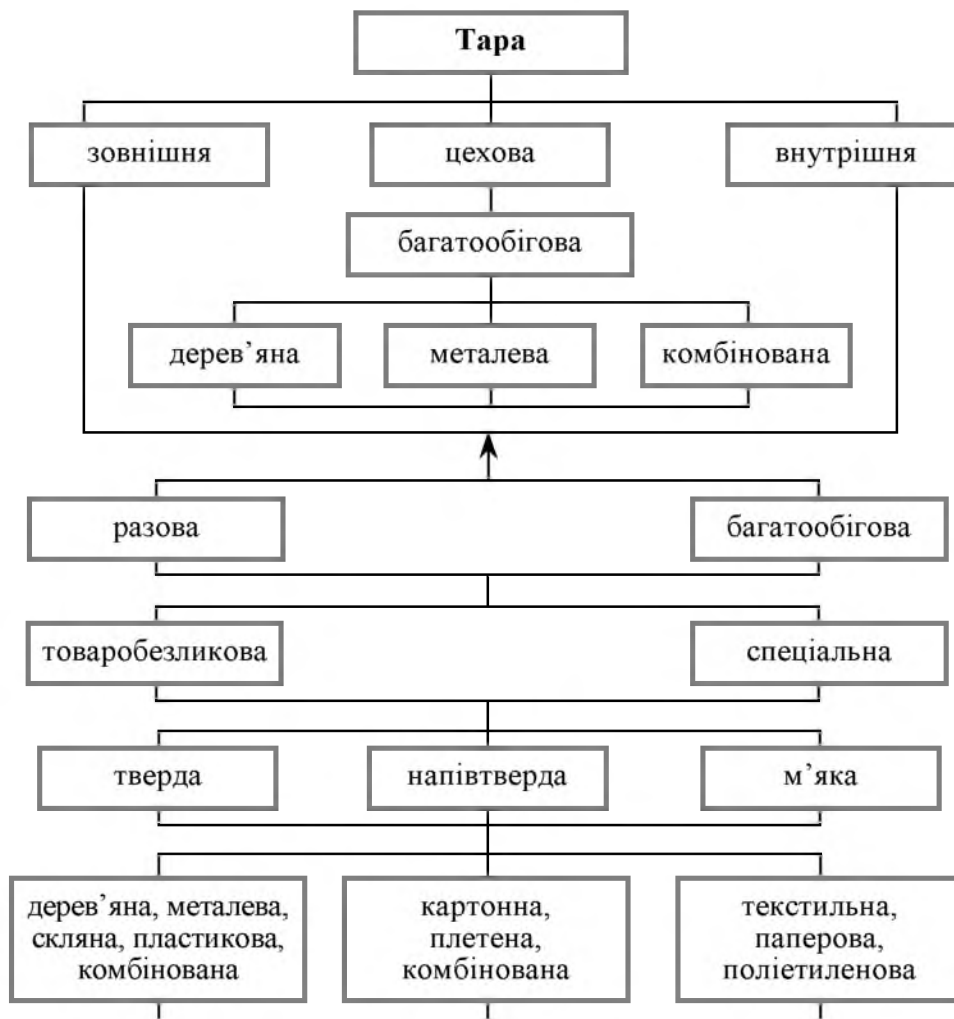 Тара
зовнішня
цехова
внутрішня
багатообігова
дерев’яна
металева
комбінована
разова
багатообігова
товаробезликова
спеціальна
тверда
напівтверда
м’яка
дерев’яна, металева,
скляна, пластикова,
комбінована
картонна,
плетена,
комбінована
текстильна,
паперова,
поліетиленова